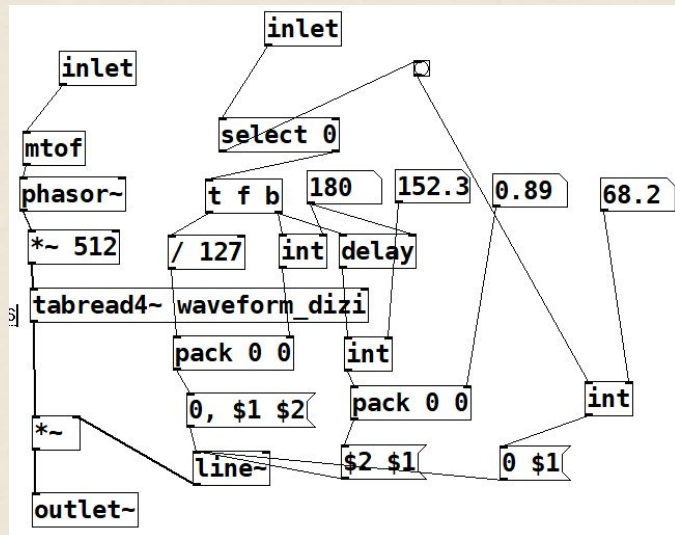 inlet
inlet
select 0
mtof
phasor~
t f b
180
152.3
0.89
68.2
*~ 512
/ 127
int
delay
tabread4~ waveform_dizi
pack 0 0
int
pack 0 0
int
0, $1 $2
*~
line~
$2 $1
0 $1
outlet~